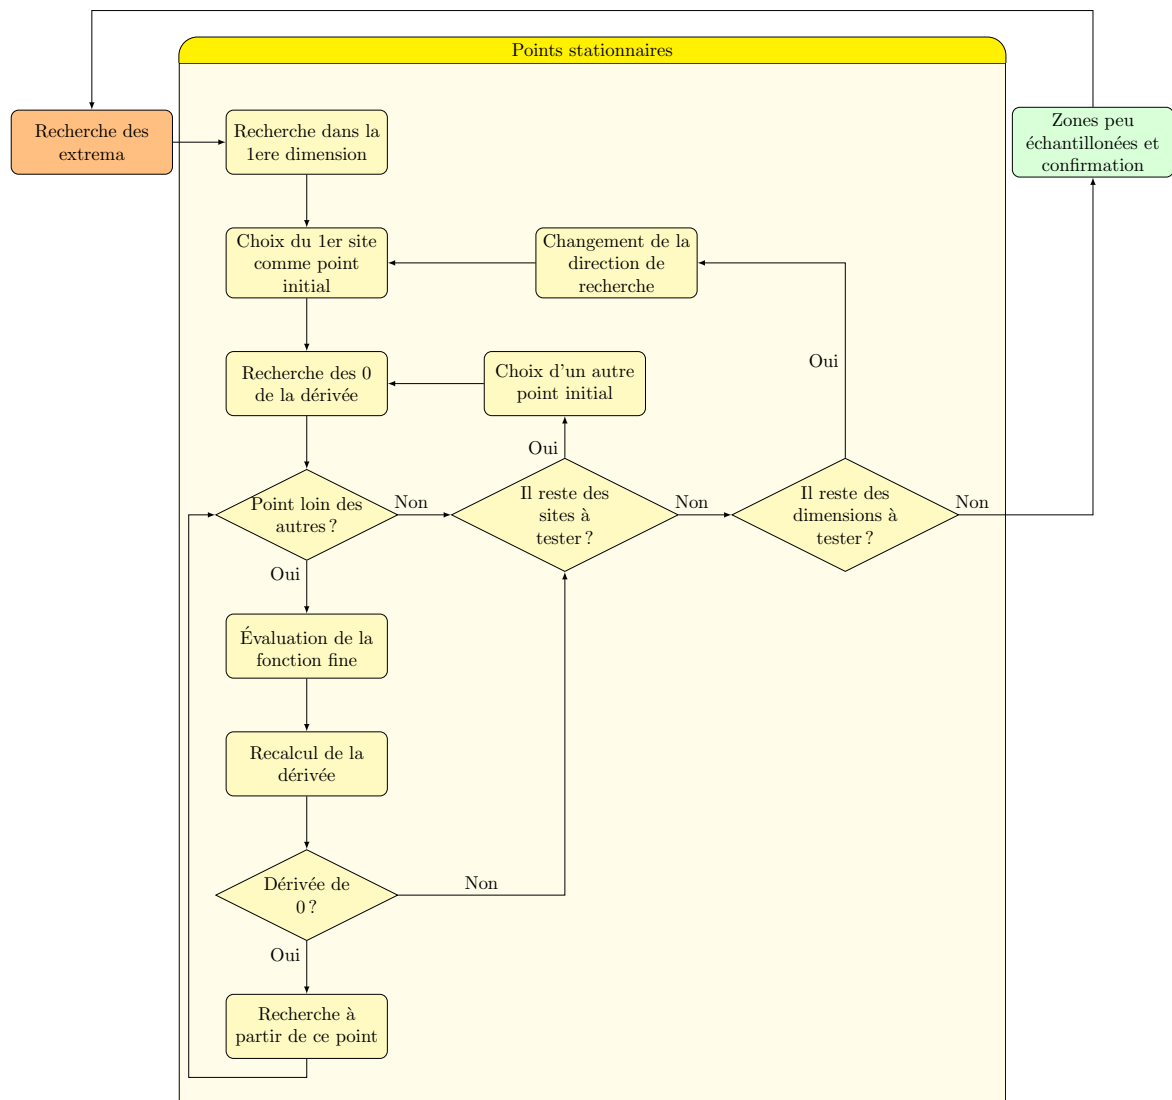 Points stationnaires
Recherche des
extrema
Recherche dans la
1ere dimension
Zones peu
échantillonées et
confirmation
Choix du 1er site
comme point
initial
Changement de la
direction de
recherche
Oui
Recherche des 0
de la dérivée
Choix d'un autre
point initial
Oui
Point loin des
autres ?
Non
Il reste des
sites à
tester ?
Non
Il reste des
dimensions à
tester ?
Non
Oui
Évaluation de la
fonction fine
Recalcul de la
dérivée
Dérivée de
0 ?
Non
Oui
Recherche à
partir de ce point